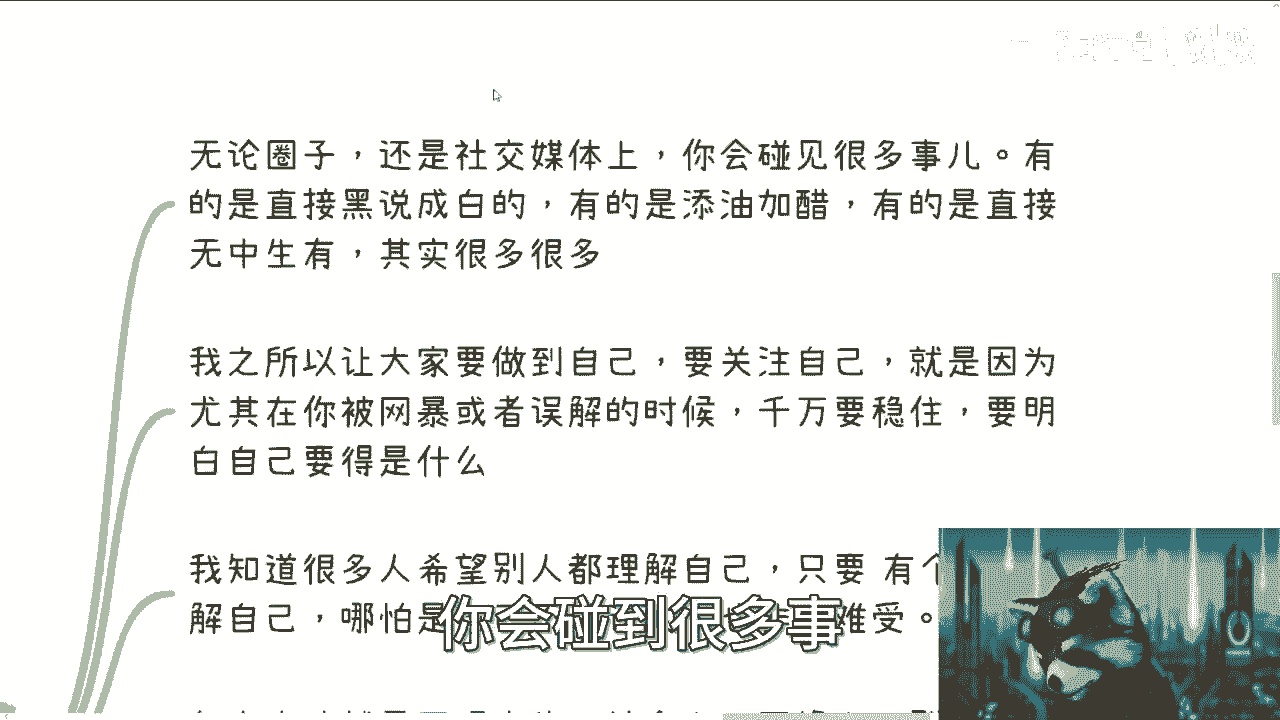 无论圈子，还是社交媒体上，你会碰见很多事儿。有
的是直接黑说成白的，有的是添油加醋，有的是直接
无中生有，其实很多很多
我之所以让大家要做到自己，要关注自己，就是因为
尤其在你被网暴或者误解的时候，千万要稳住，要明
白自己要得是什么
我知道很多人希望别人都理解自己，只要 有个
解自己，哪怕是
难受。
你会碰到很多事